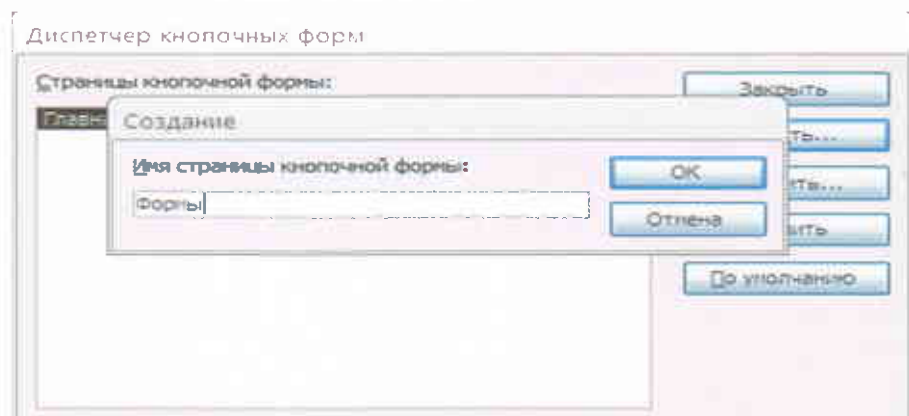 Диспетчер кнопочных форм
Страницы кнопочной формы:
Закрыть
Создание
Имя страницы кнопочной формы:
Формы
OK
Отмена
По умолчанию